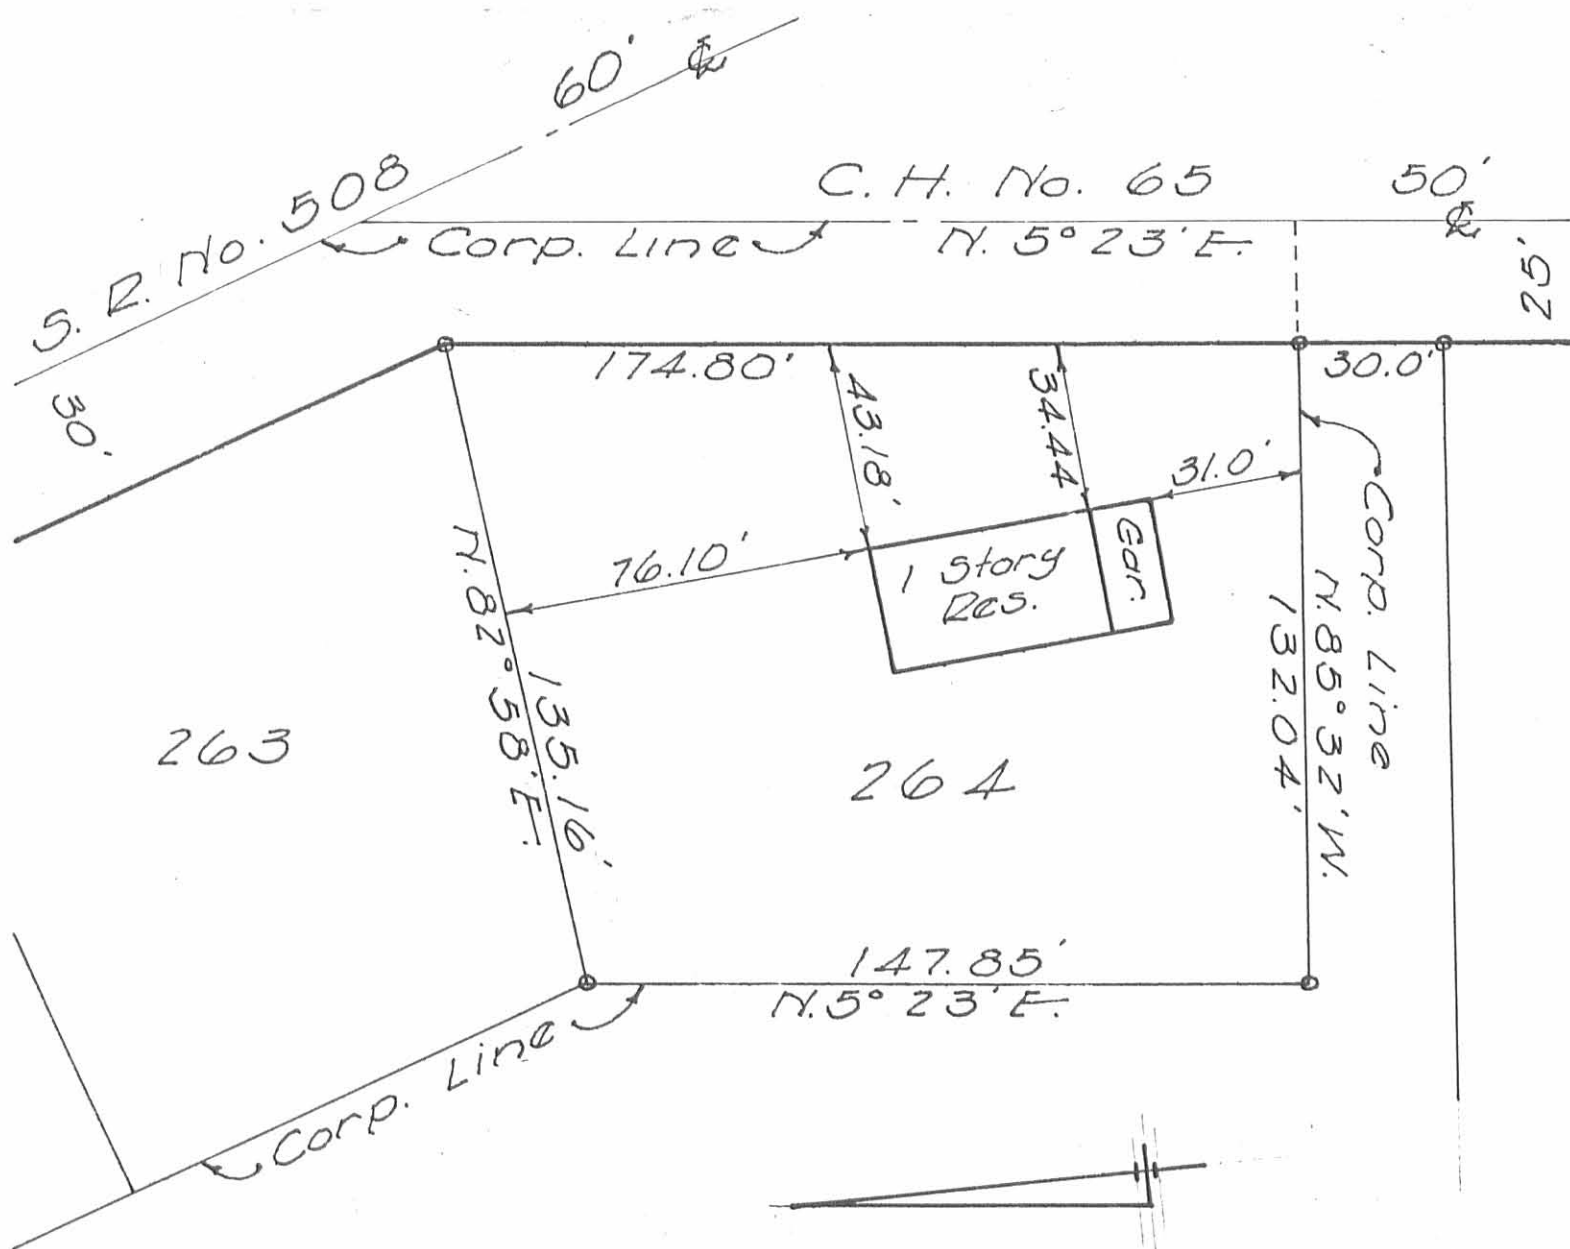 60' ℄
S. R. No. 508
C. H. No. 65
50' ℄
Corp. Line
N. 5° 23' E.
25'
30'
174.80'
30.0'
43.18'
34.44
31.0'
76.10'
1 Story
Res.
Gar.
Corp. Line
N. 85° 32' W.
132.04'
N. 82° 58' E.
135.16'
263
264
147.85'
N. 5° 23' E.
Corp. Line